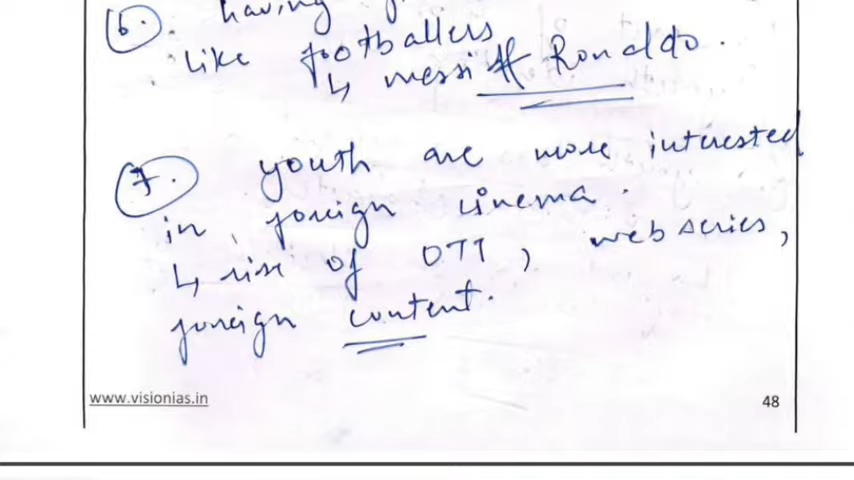 6. having
like footballers
↳ messi Ronaldo.
7. youth are more interested
in foreign cinema.
↳ rise of OTT, web series,
foreign content.
www.visionias.in
48